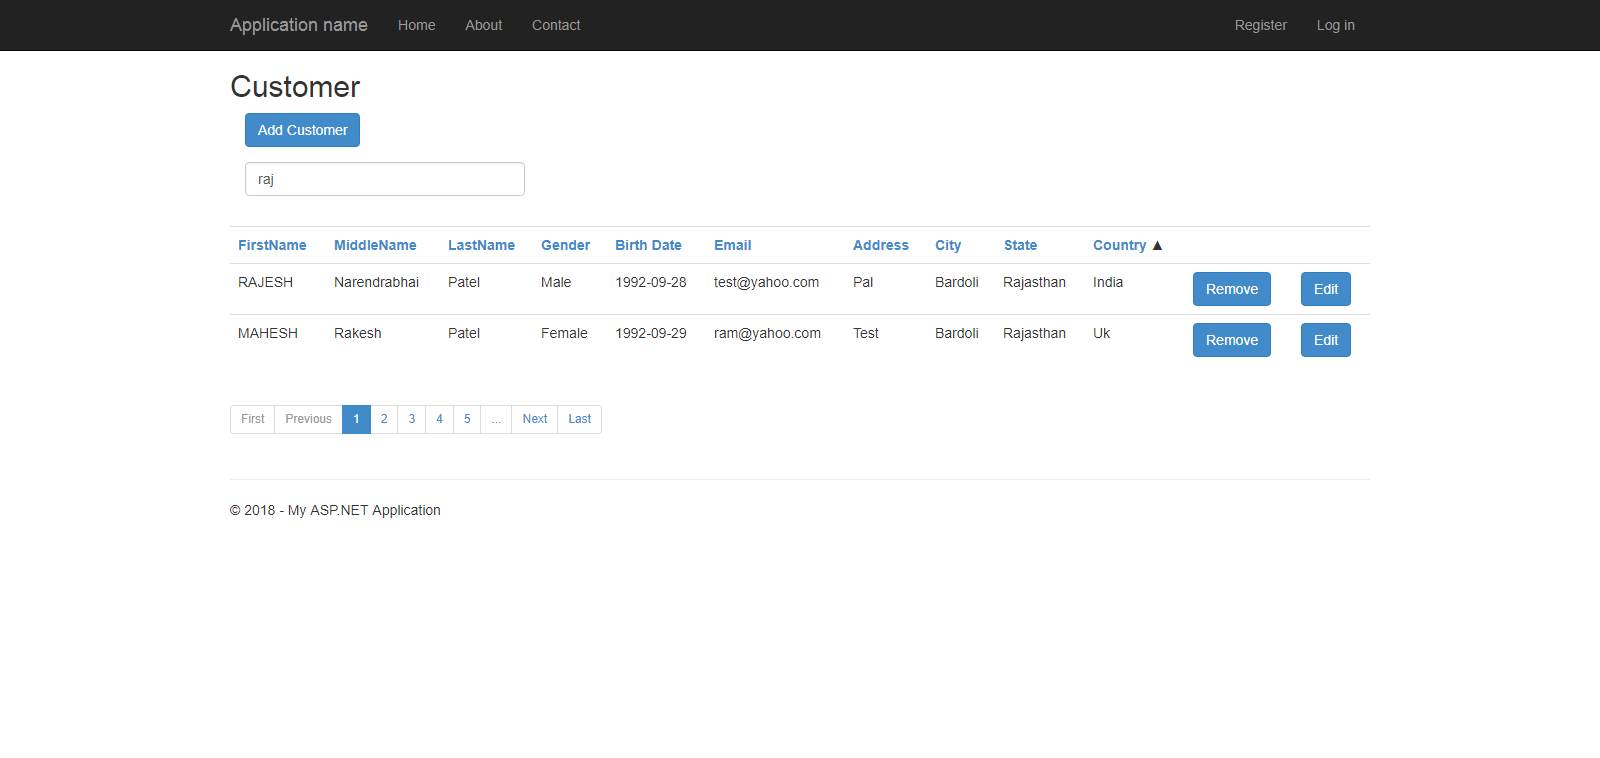 Application name Home About Contact Register Log in
Customer
Add Customer
raj
FirstName MiddleName LastName Gender Birth Date Email Address City State Country ▲
RAJESH Narendrabhai Patel Male 1992-09-28 test@yahoo.com Pal Bardoli Rajasthan India Remove Edit
MAHESH Rakesh Patel Female 1992-09-29 ram@yahoo.com Test Bardoli Rajasthan Uk Remove Edit
First Previous 1 2 3 4 5 ... Next Last
© 2018 - My ASP.NET Application